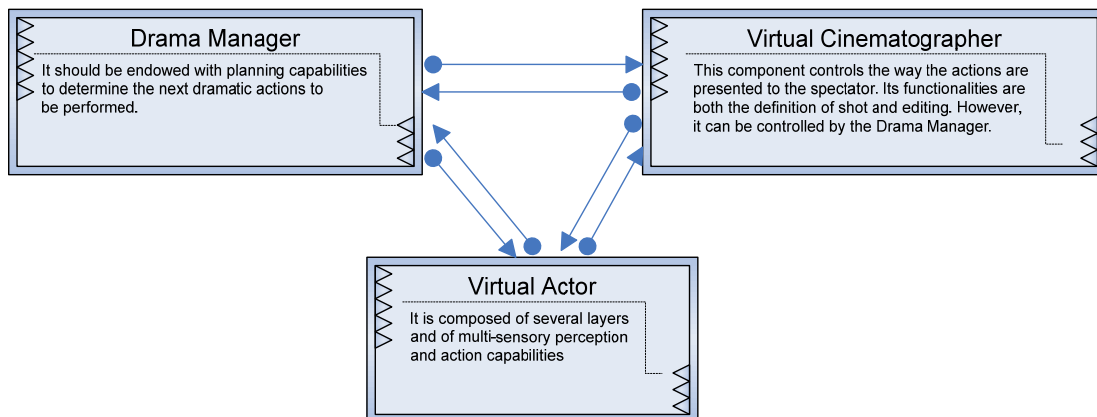 Drama Manager
It should be endowed with planning capabilities
to determine the next dramatic actions to
be performed.
Virtual Cinematographer
This component controls the way the actions are
presented to the spectator. Its functionalities are
both the definition of shot and editing. However,
it can be controlled by the Drama Manager.
Virtual Actor
It is composed of several layers
and of multi-sensory perception
and action capabilities